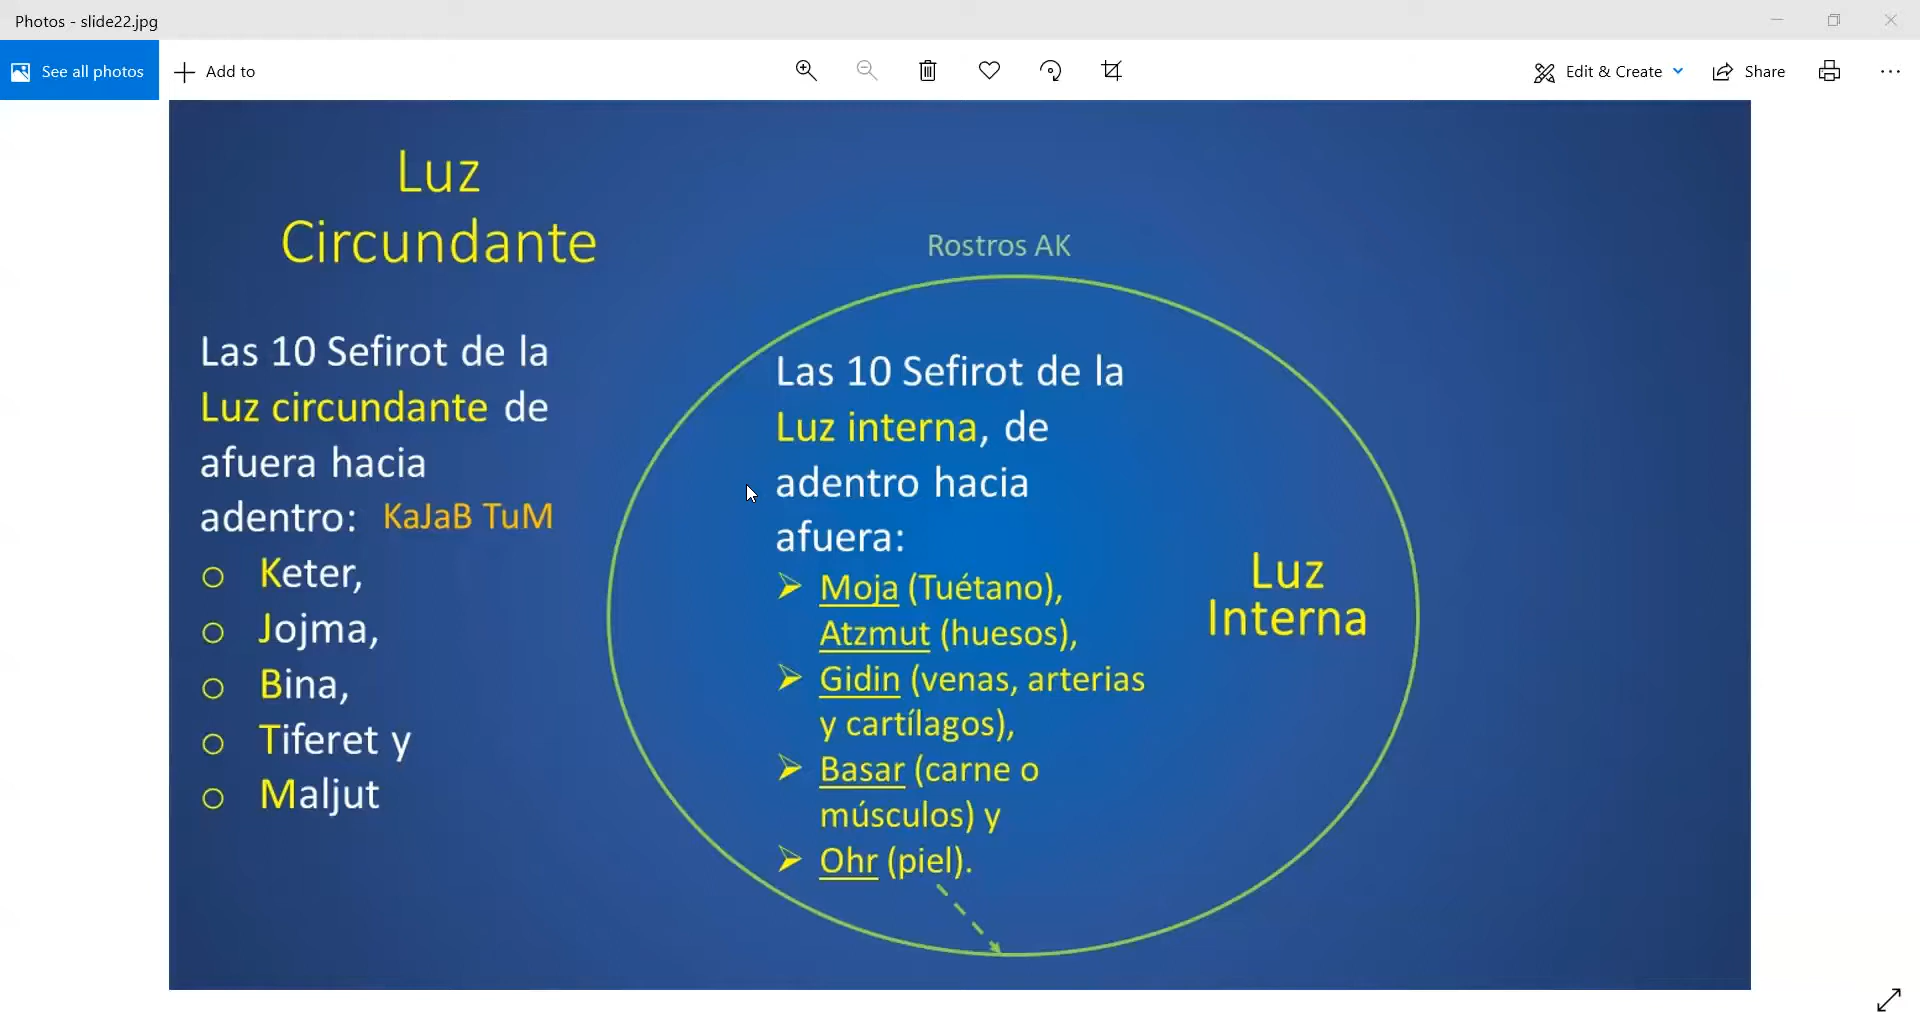 Photos - slide22.jpg
See all photos
Add to
Edit & Create
Share
Luz
Circundante
Las 10 Sefirot de la
Luz circundante de
afuera hacia
adentro: KaJaB TuM
Keter,
Jojma,
Bina,
Tiferet y
Maljut
Rostros AK
Las 10 Sefirot de la
Luz interna, de
adentro hacia
afuera:
Moja (Tuétano),
Atzmut (huesos),
Gidin (venas, arterias
y cartílagos),
Basar (carne o
músculos) y
Ohr (piel).
Luz
Interna